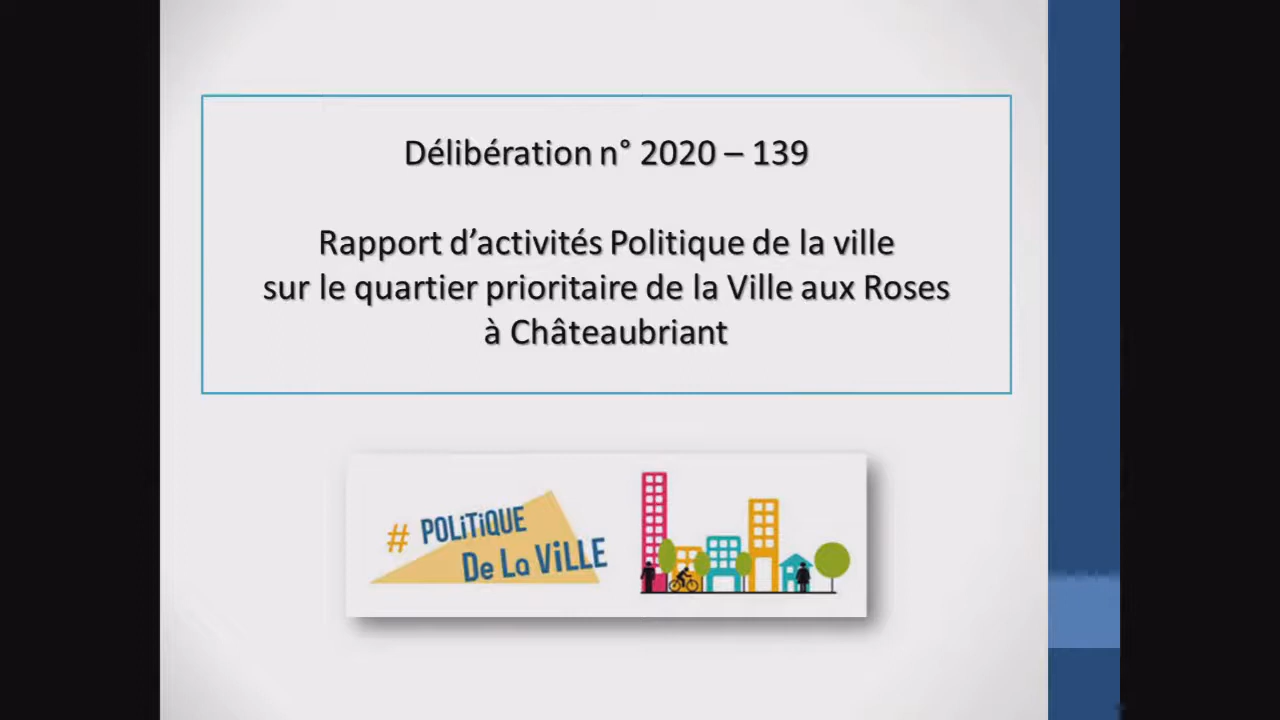 Délibération n° 2020 – 139
Rapport d’activités Politique de la ville
sur le quartier prioritaire de la Ville aux Roses
à Châteaubriant
# POLiTiQUE
De La ViLLE